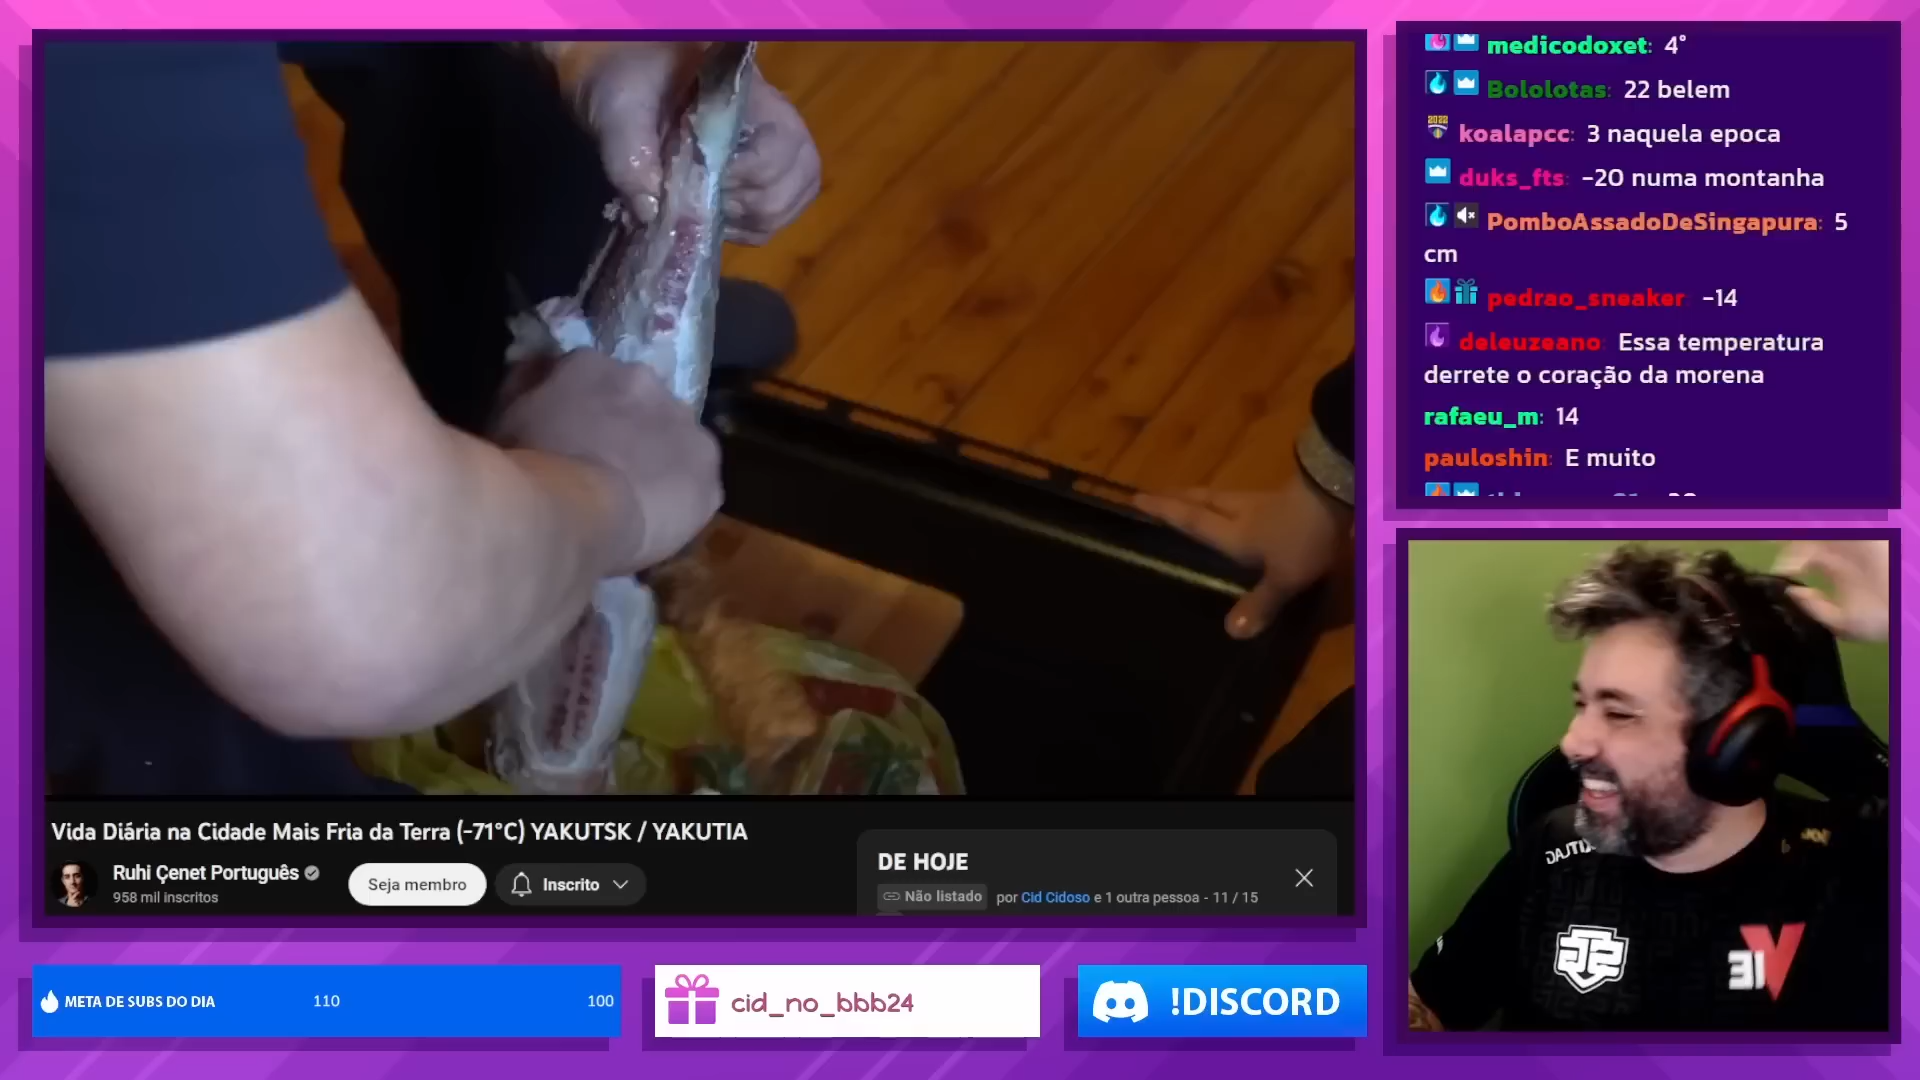 medicodoxet: 4°
Bololotas: 22 belem
koalapcc: 3 naquela epoca
duks_fts: -20 numa montanha
PomboAssadoDeSingapura: 5
cm
pedrao_sneaker: -14
deleuzeano: Essa temperatura
derrete o coração da morena
rafaeu_m: 14
pauloshin: E muito
Vida Diária na Cidade Mais Fria da Terra (-71°C) YAKUTSK / YAKUTIA
Ruhi Çenet Português
958 mil inscritos
Seja membro
Inscrito
DE HOJE
Não listado por Cid Cidoso e 1 outra pessoa - 11 / 15
META DE SUBS DO DIA 110 100
cid_no_bbb24
!DISCORD